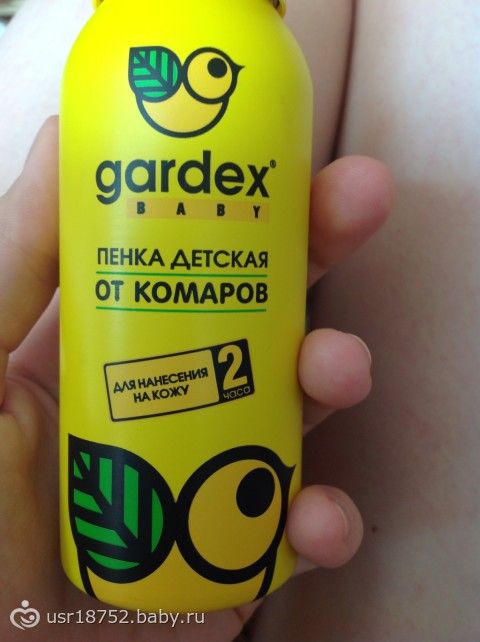 gardex®
BABY
ПЕНКА ДЕТСКАЯ
ОТ КОМАРОВ
ДЛЯ НАНЕСЕНИЯ
НА КОЖУ
2
часа
usr18752.baby.ru